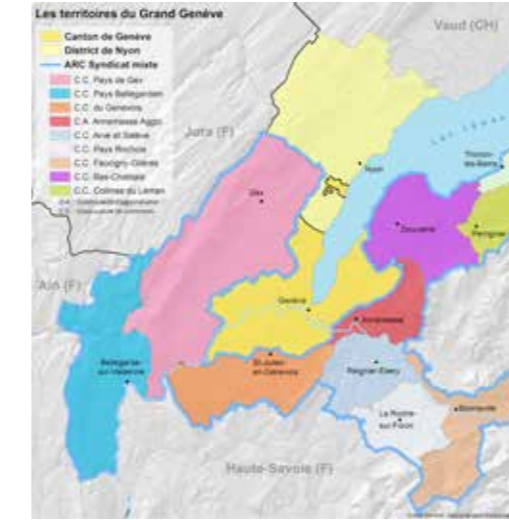 Les territoires du Grand Genève
Canton de Genève
District de Nyon
ARC Syndicat mixte
C.C. Pays de Gex
C.C. Pays Bellegardien
C.C. du Genevois
C.A. Annemasse Agglo
C.C. Arve et Salève
C.C. Pays Rochois
C.C. Faucigny-Glières
C.C. Bas-Chablais
C.C. Collines du Léman
Vaud (CH)
Jura (F)
Nyon
Thonon-
les-Bains
Gex
Douvaine
Perrignier
Ain (F)
Genève
Annemasse
Bellegarde-
sur-Valserine
St-Julien-
en-Genevois
Reignier-Esery
La Roche-
sur-Foron
Bonneville
Haute-Savoie (F)